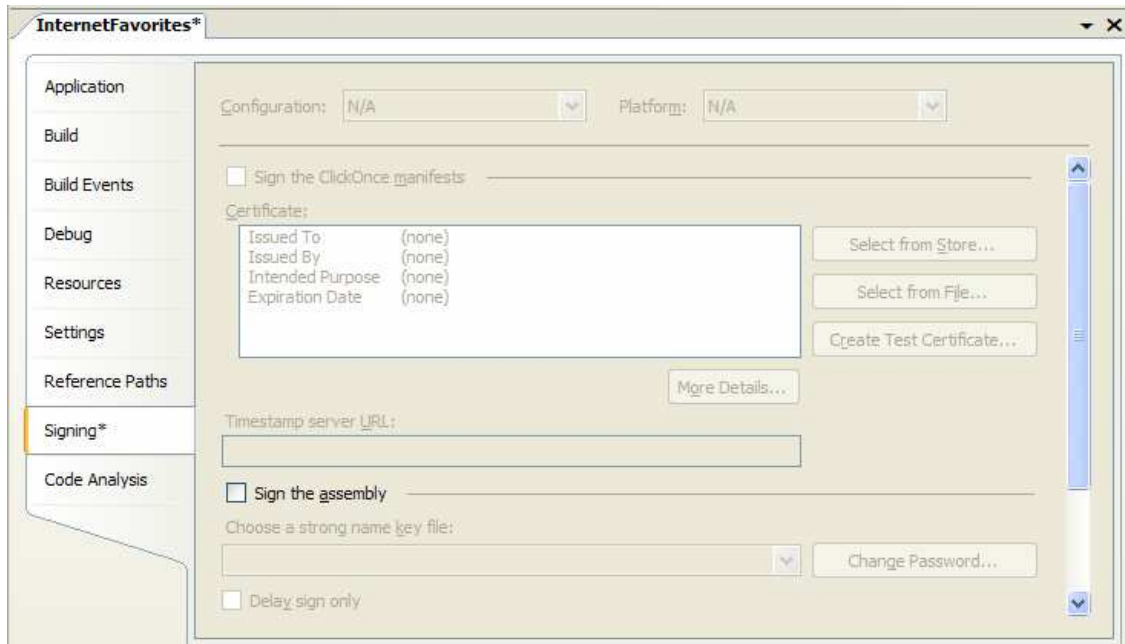 InternetFavorites*
Application
Build
Build Events
Debug
Resources
Settings
Reference Paths
Signing*
Code Analysis
Configuration: N/A Platform: N/A
Sign the ClickOnce manifests
Certificate:
Issued To (none)
Issued By (none)
Intended Purpose (none)
Expiration Date (none)
Select from Store...
Select from File...
Create Test Certificate...
More Details...
Timestamp server URL:
Sign the assembly
Choose a strong name key file:
Change Password...
Delay sign only